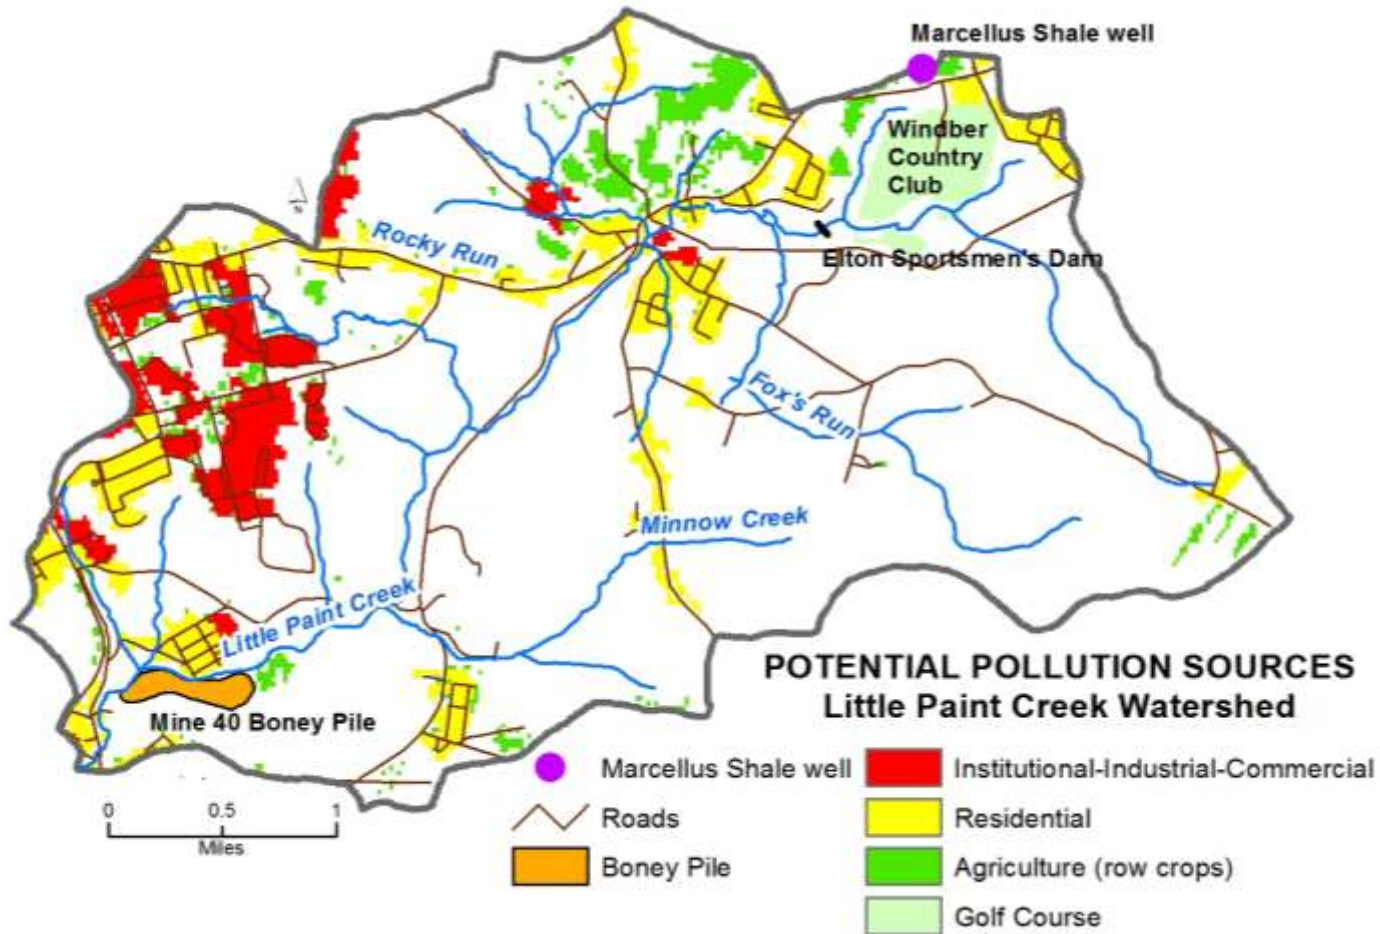 Marcellus Shale well
Windber
Country
Club
Rocky Run
Elton Sportsmen's Dam
Fox's Run
Minnow Creek
Little Paint Creek
Mine 40 Boney Pile
POTENTIAL POLLUTION SOURCES
Little Paint Creek Watershed
0 0.5 1
Miles
Marcellus Shale well
Roads
Boney Pile
Institutional-Industrial-Commercial
Residential
Agriculture (row crops)
Golf Course